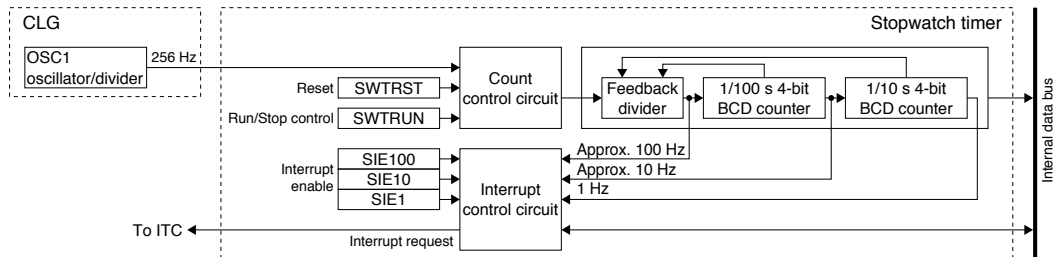 CLG
Stopwatch timer
OSC1
oscillator/divider
256 Hz
Reset
SWTRST
Run/Stop control
SWTRUN
Count
control circuit
Feedback
divider
1/100 s 4-bit
BCD counter
1/10 s 4-bit
BCD counter
Internal data bus
Interrupt
enable
SIE100
SIE10
SIE1
Interrupt
control circuit
Approx. 100 Hz
Approx. 10 Hz
1 Hz
To ITC
Interrupt request